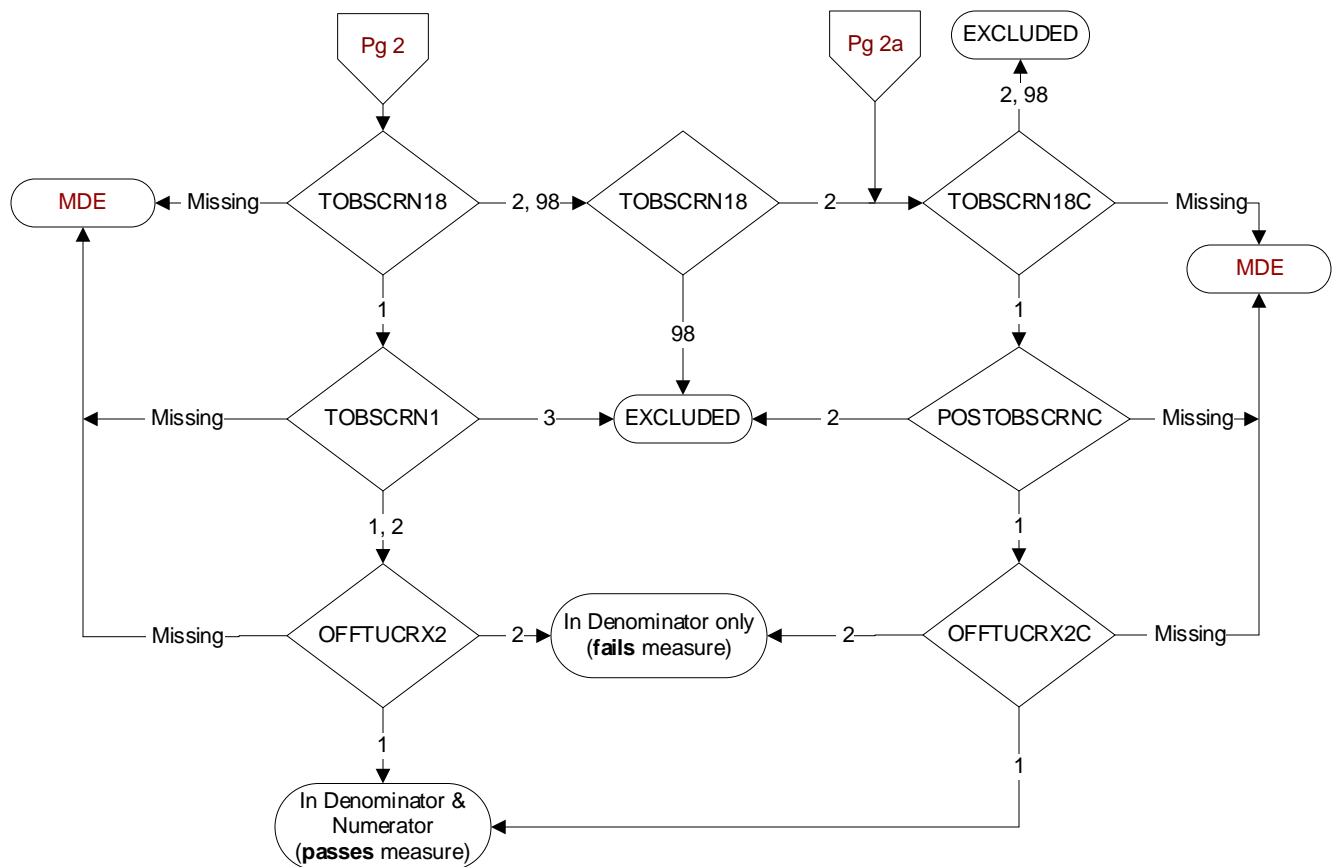 Pg 2
Pg 2a
EXCLUDED
2, 98
MDE
Missing
TOBSCRN18
2, 98
TOBSCRN18
2
TOBSCRN18C
Missing
MDE
1
98
1
Missing
TOBSCRN1
3
EXCLUDED
2
POSTOBSCRNC
Missing
1, 2
1
Missing
OFFTUCRX2
2
In Denominator only
(fails measure)
2
OFFTUCRX2C
Missing
1
1
In Denominator &
Numerator
(passes measure)